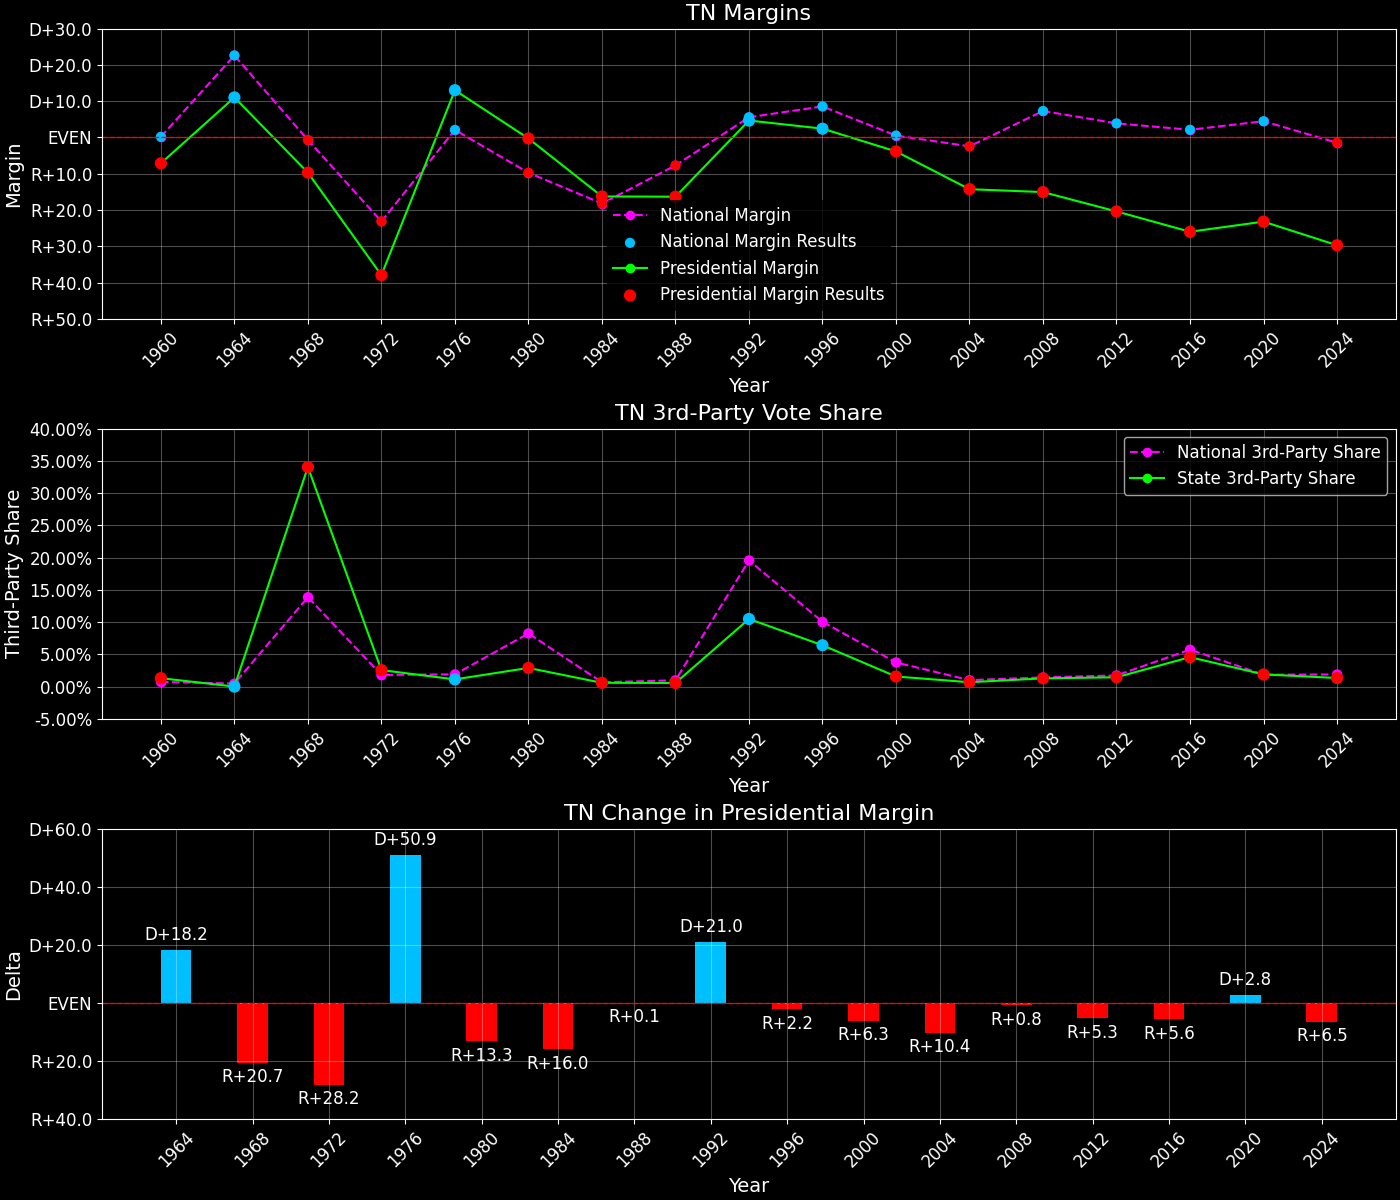 TN Margins
D+30.0
D+20.0
D+10.0
EVEN
R+10.0
R+20.0
R+30.0
R+40.0
R+50.0
Margin
National Margin
National Margin Results
Presidential Margin
Presidential Margin Results
1960
1964
1968
1972
1976
1980
1984
1988
1992
1996
2000
2004
2008
2012
2016
2020
2024
Year
TN 3rd-Party Vote Share
40.00%
35.00%
30.00%
25.00%
20.00%
15.00%
10.00%
5.00%
0.00%
-5.00%
Third-Party Share
National 3rd-Party Share
State 3rd-Party Share
1960
1964
1968
1972
1976
1980
1984
1988
1992
1996
2000
2004
2008
2012
2016
2020
2024
Year
TN Change in Presidential Margin
D+60.0
D+40.0
D+20.0
EVEN
R+20.0
R+40.0
Delta
D+18.2
R+20.7
R+28.2
D+50.9
R+13.3
R+16.0
R+0.1
D+21.0
R+2.2
R+6.3
R+10.4
R+0.8
R+5.3
R+5.6
D+2.8
R+6.5
1964
1968
1972
1976
1980
1984
1988
1992
1996
2000
2004
2008
2012
2016
2020
2024
Year